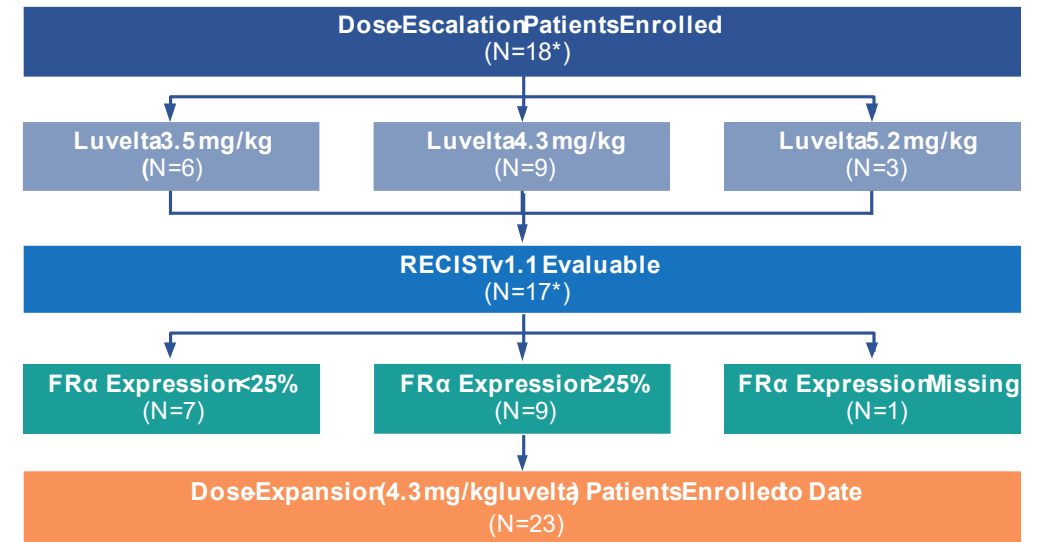 Dose-Escalation Patients Enrolled
(N=18*)
Luvelta 3.5 mg/kg
(N=6)
Luvelta 4.3 mg/kg
(N=9)
Luvelta 5.2 mg/kg
(N=3)
RECIST v1.1 Evaluable
(N=17*)
FRα Expression <25%
(N=7)
FRα Expression ≥25%
(N=9)
FRα Expression Missing
(N=1)
Dose-Expansion (4.3 mg/kg luvelta) Patients Enrolled to Date
(N=23)